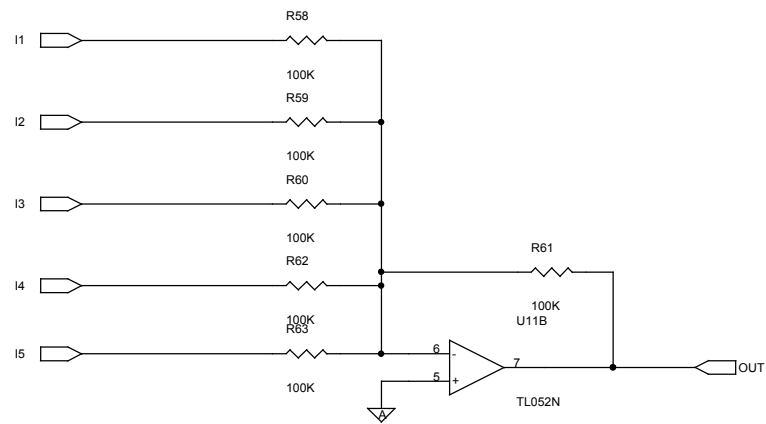 R58
I1
100K
R59
I2
100K
R60
I3
100K
R61
R62
I4
100K
100K
U11B
R63
6
-
I5
7
OUT
5
+
100K
TL052N
A